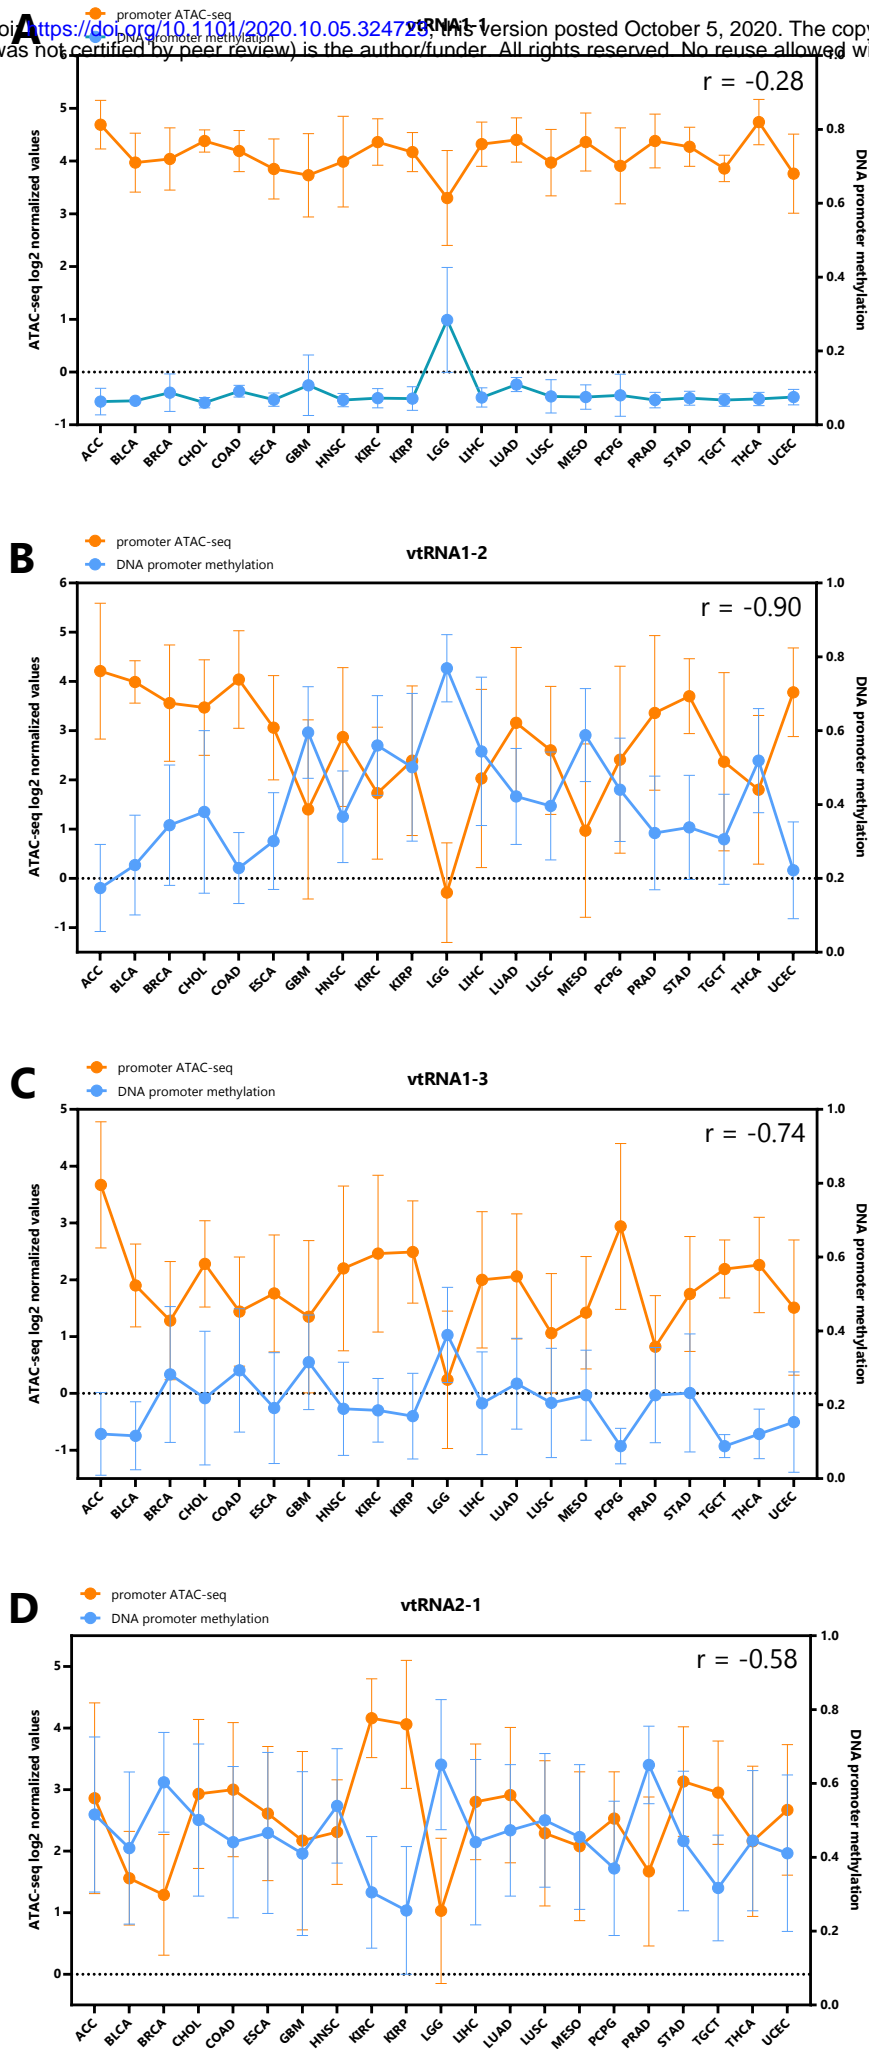 A
promoter ATAC-seq
DNA promoter methylation
vtRNA1-1
oi: https://doi.org/10.1101/2020.10.05.324725; this version posted October 5, 2020. The copy
was not certified by peer review) is the author/funder. All rights reserved. No reuse allowed wi
r = -0.28
ATAC-seq log2 normalized values
6
5
4
3
2
1
0
-1
DNA promoter methylation
1.0
0.8
0.6
0.4
0.2
0.0
ACC BLCA BRCA CHOL COAD ESCA GBM HNSC KIRC KIRP LGG LIHC LUAD LUSC MESO PCPG PRAD STAD TGCT THCA UCEC
B
promoter ATAC-seq
DNA promoter methylation
vtRNA1-2
r = -0.90
ATAC-seq log2 normalized values
6
5
4
3
2
1
0
-1
DNA promoter methylation
1.0
0.8
0.6
0.4
0.2
0.0
ACC BLCA BRCA CHOL COAD ESCA GBM HNSC KIRC KIRP LGG LIHC LUAD LUSC MESO PCPG PRAD STAD TGCT THCA UCEC
C
promoter ATAC-seq
DNA promoter methylation
vtRNA1-3
r = -0.74
ATAC-seq log2 normalized values
5
4
3
2
1
0
-1
DNA promoter methylation
1.0
0.8
0.6
0.4
0.2
0.0
ACC BLCA BRCA CHOL COAD ESCA GBM HNSC KIRC KIRP LGG LIHC LUAD LUSC MESO PCPG PRAD STAD TGCT THCA UCEC
D
promoter ATAC-seq
DNA promoter methylation
vtRNA2-1
r = -0.58
ATAC-seq log2 normalized values
5
4
3
2
1
0
DNA promoter methylation
1.0
0.8
0.6
0.4
0.2
0.0
ACC BLCA BRCA CHOL COAD ESCA GBM HNSC KIRC KIRP LGG LIHC LUAD LUSC MESO PCPG PRAD STAD TGCT THCA UCEC